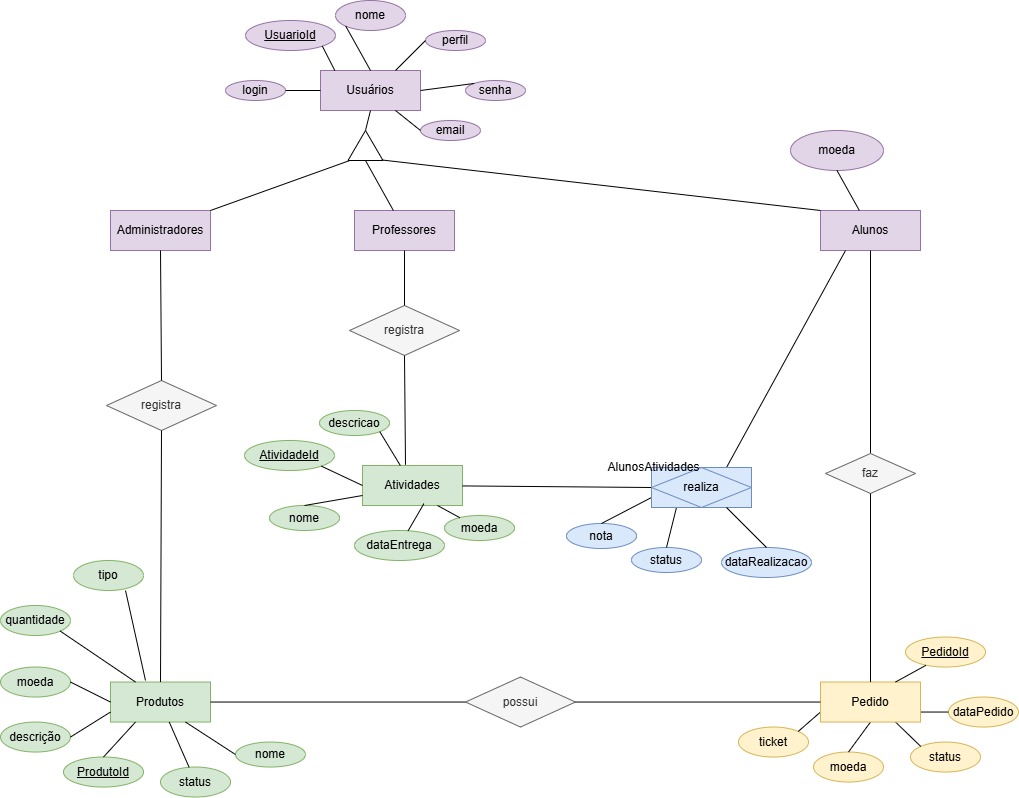 nome
UsuarioId
perfil
login
Usuários
senha
email
moeda
Administradores
Professores
Alunos
registra
registra
descricao
AtividadeId
AlunosAtividades
faz
Atividades
realiza
nome
moeda
nota
dataEntrega
status
dataRealizacao
tipo
quantidade
PedidoId
moeda
Produtos
possui
Pedido
dataPedido
descrição
ticket
nome
status
moeda
ProdutoId
status